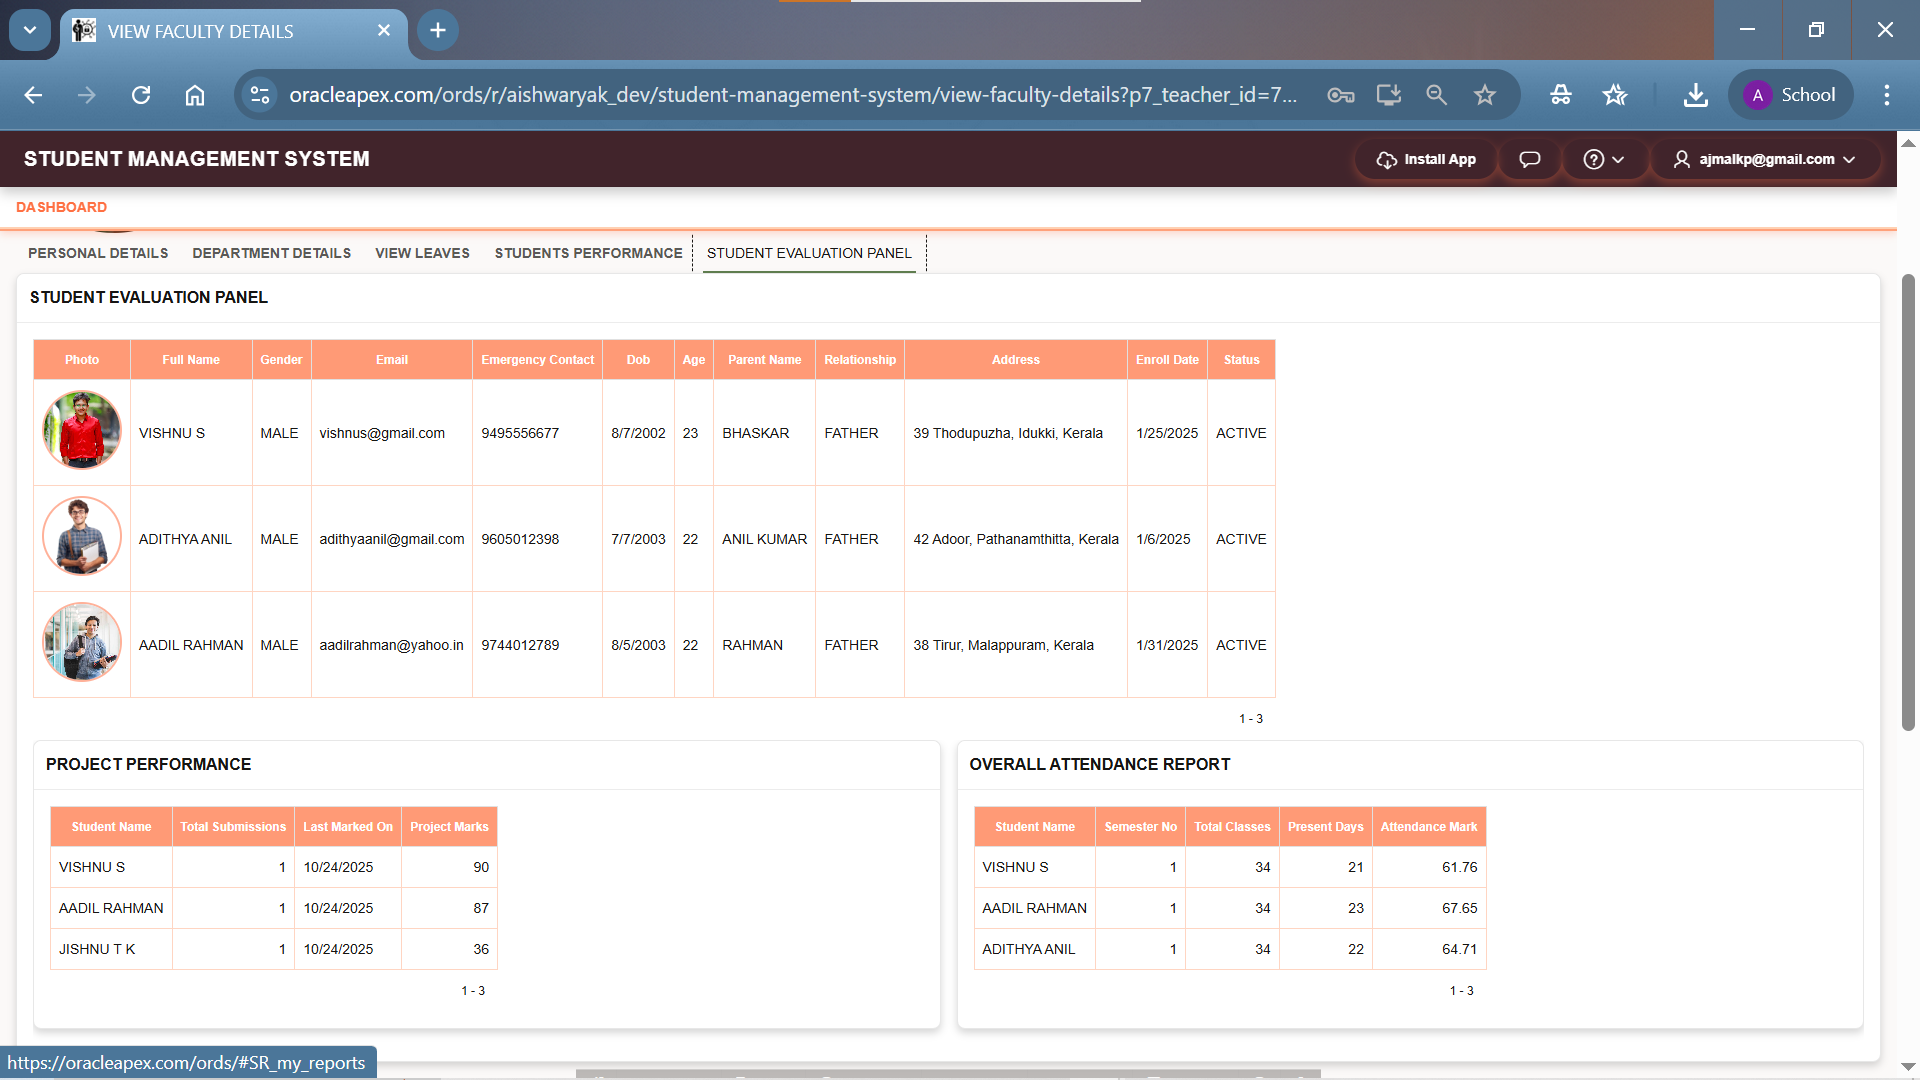 VIEW FACULTY DETAILS
oracleapex.com/ords/r/aishwaryak_dev/student-management-system/view-faculty-details?p7_teacher_id=7...
A School
STUDENT MANAGEMENT SYSTEM
Install App
ajmalkp@gmail.com
DASHBOARD
PERSONAL DETAILS DEPARTMENT DETAILS VIEW LEAVES STUDENTS PERFORMANCE STUDENT EVALUATION PANEL
STUDENT EVALUATION PANEL
Photo Full Name Gender Email Emergency Contact Dob Age Parent Name Relationship Address Enroll Date Status
VISHNU S MALE vishnus@gmail.com 9495556677 8/7/2002 23 BHASKAR FATHER 39 Thodupuzha, Idukki, Kerala 1/25/2025 ACTIVE
ADITHYA ANIL MALE adithyaanil@gmail.com 9605012398 7/7/2003 22 ANIL KUMAR FATHER 42 Adoor, Pathanamthitta, Kerala 1/6/2025 ACTIVE
AADIL RAHMAN MALE aadilrahman@yahoo.in 9744012789 8/5/2003 22 RAHMAN FATHER 38 Tirur, Malappuram, Kerala 1/31/2025 ACTIVE
1 - 3
PROJECT PERFORMANCE
Student Name Total Submissions Last Marked On Project Marks
VISHNU S 1 10/24/2025 90
AADIL RAHMAN 1 10/24/2025 87
JISHNU T K 1 10/24/2025 36
1 - 3
OVERALL ATTENDANCE REPORT
Student Name Semester No Total Classes Present Days Attendance Mark
VISHNU S 1 34 21 61.76
AADIL RAHMAN 1 34 23 67.65
ADITHYA ANIL 1 34 22 64.71
1 - 3
https://oracleapex.com/ords/#SR_my_reports